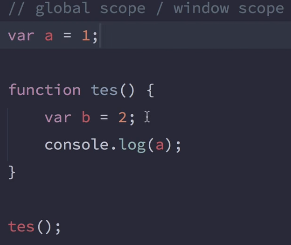 // global scope / window scope
var a = 1;
function tes() {
    var b = 2;
    console.log(a);
}
tes();